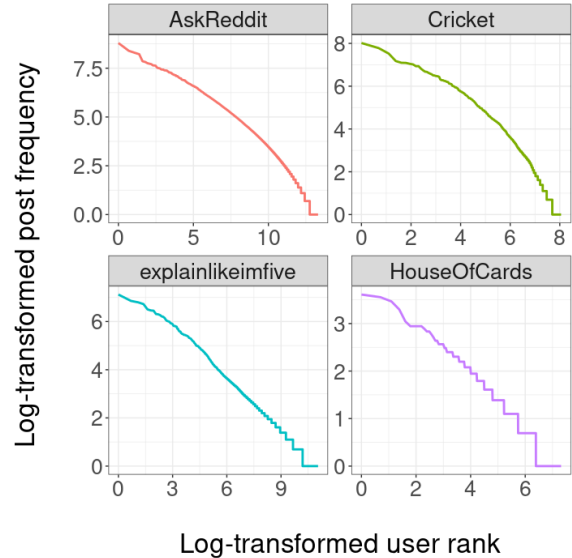 AskReddit
Cricket
7.5
5.0
2.5
0.0
0 5 10
8
6
4
2
0
0 2 4 6 8
explainlikeimfive
HouseOfCards
6
4
2
0
0 3 6 9
3
2
1
0
0 2 4 6
Log-transformed post frequency
Log-transformed user rank